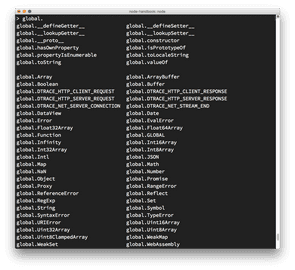 > global.
global.__defineGetter__ global.__defineSetter__
global.__lookupGetter__ global.__lookupSetter__
global.__proto__ global.constructor
global.hasOwnProperty global.isPrototypeOf
global.propertyIsEnumerable global.toLocaleString
global.toString global.valueOf
global.Array global.ArrayBuffer
global.Boolean global.Buffer
global.DTRACE_HTTP_CLIENT_REQUEST global.DTRACE_HTTP_CLIENT_RESPONSE
global.DTRACE_HTTP_SERVER_REQUEST global.DTRACE_HTTP_SERVER_RESPONSE
global.DTRACE_NET_SERVER_CONNECTION global.DTRACE_NET_STREAM_END
global.DataView global.Date
global.Error global.EvalError
global.Float32Array global.Float64Array
global.Function global.GLOBAL
global.Infinity global.Int16Array
global.Int32Array global.Int8Array
global.Intl global.JSON
global.Map global.Math
global.NaN global.Number
global.Object global.Promise
global.Proxy global.RangeError
global.ReferenceError global.Reflect
global.RegExp global.Set
global.String global.Symbol
global.SyntaxError global.TypeError
global.URIError global.Uint16Array
global.Uint32Array global.Uint8Array
global.Uint8ClampedArray global.WeakMap
global.WeakSet global.WebAssembly